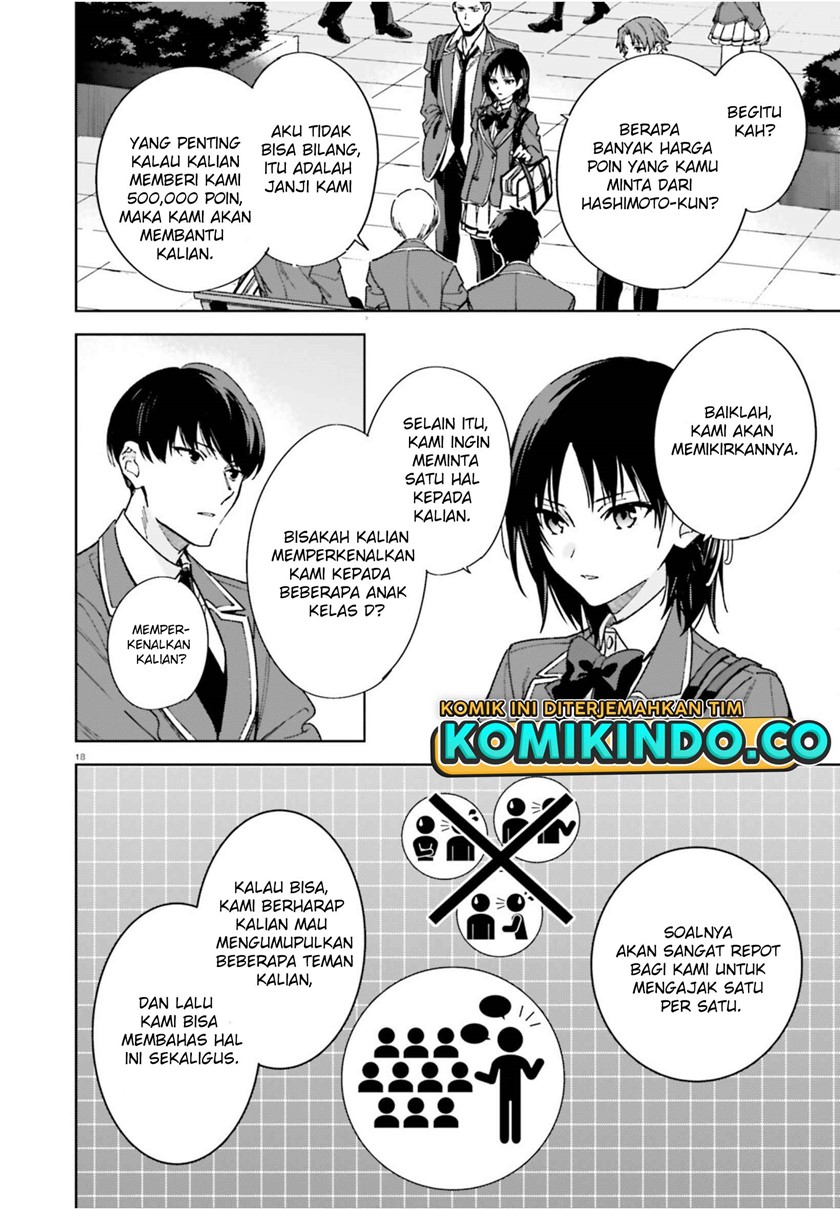 BEGITU
KAH?
BERAPA
BANYAK HARGA
POIN YANG KAMU
MINTA DARI
HASHIMOTO-KUN?
AKU TIDAK
BISA BILANG,
ITU ADALAH
JANJI KAMI
YANG PENTING
KALAU KALIAN
MEMBERI KAMI
500,000 POIN,
MAKA KAMI AKAN
MEMBANTU
KALIAN.
BAIKLAH,
KAMI AKAN
MEMIKIRKANNYA.
SELAIN ITU,
KAMI INGIN
MEMINTA
SATU HAL
KEPADA
KALIAN.
BISAKAH KALIAN
MEMPERKENALKAN
KAMI KEPADA
BEBERAPA ANAK
KELAS D?
MEMPER-
KENALKAN
KALIAN?
KOMIK INI DITERJEMAHKAN TIM
KOMIKINDO.CO
18
SOALNYA
AKAN SANGAT REPOT
BAGI KAMI UNTUK
MENGAJAK SATU
PER SATU.
KALAU BISA,
KAMI BERHARAP
KALIAN MAU
MENGUMUPULKAN
BEBERAPA TEMAN
KALIAN,
DAN LALU
KAMI BISA
MEMBAHAS HAL
INI SEKALIGUS.